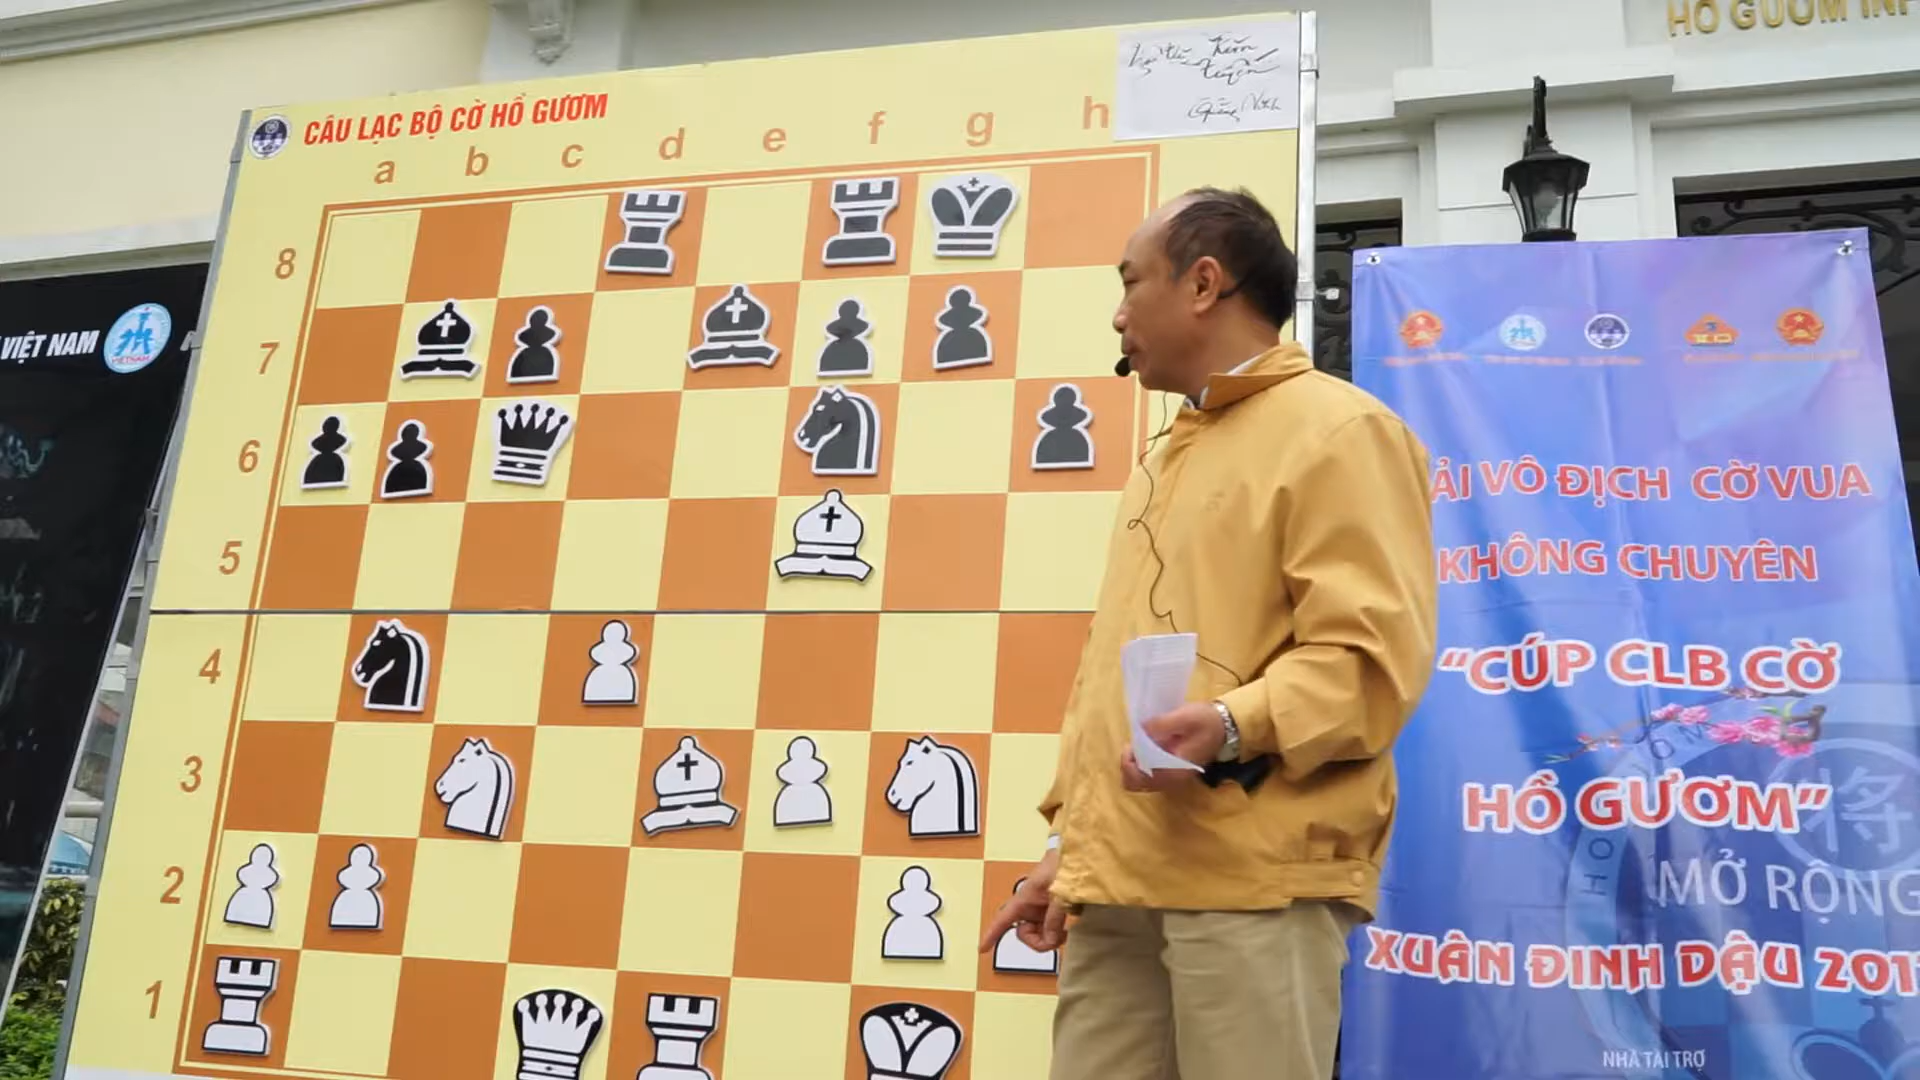 HỒ GƯƠM
CÂU LẠC BỘ CỜ HỒ GƯƠM
a b c d e f g h
8
7
6
5
4
3
2
1
VIỆT NAM
VIETNAM
VÔ ĐỊCH CỜ VUA
KHÔNG CHUYÊN
“CÚP CLB CỜ
HỒ GƯƠM”
MỞ RỘNG
XUÂN ĐINH DẬU 201
NHÀ TÀI TRỢ
将